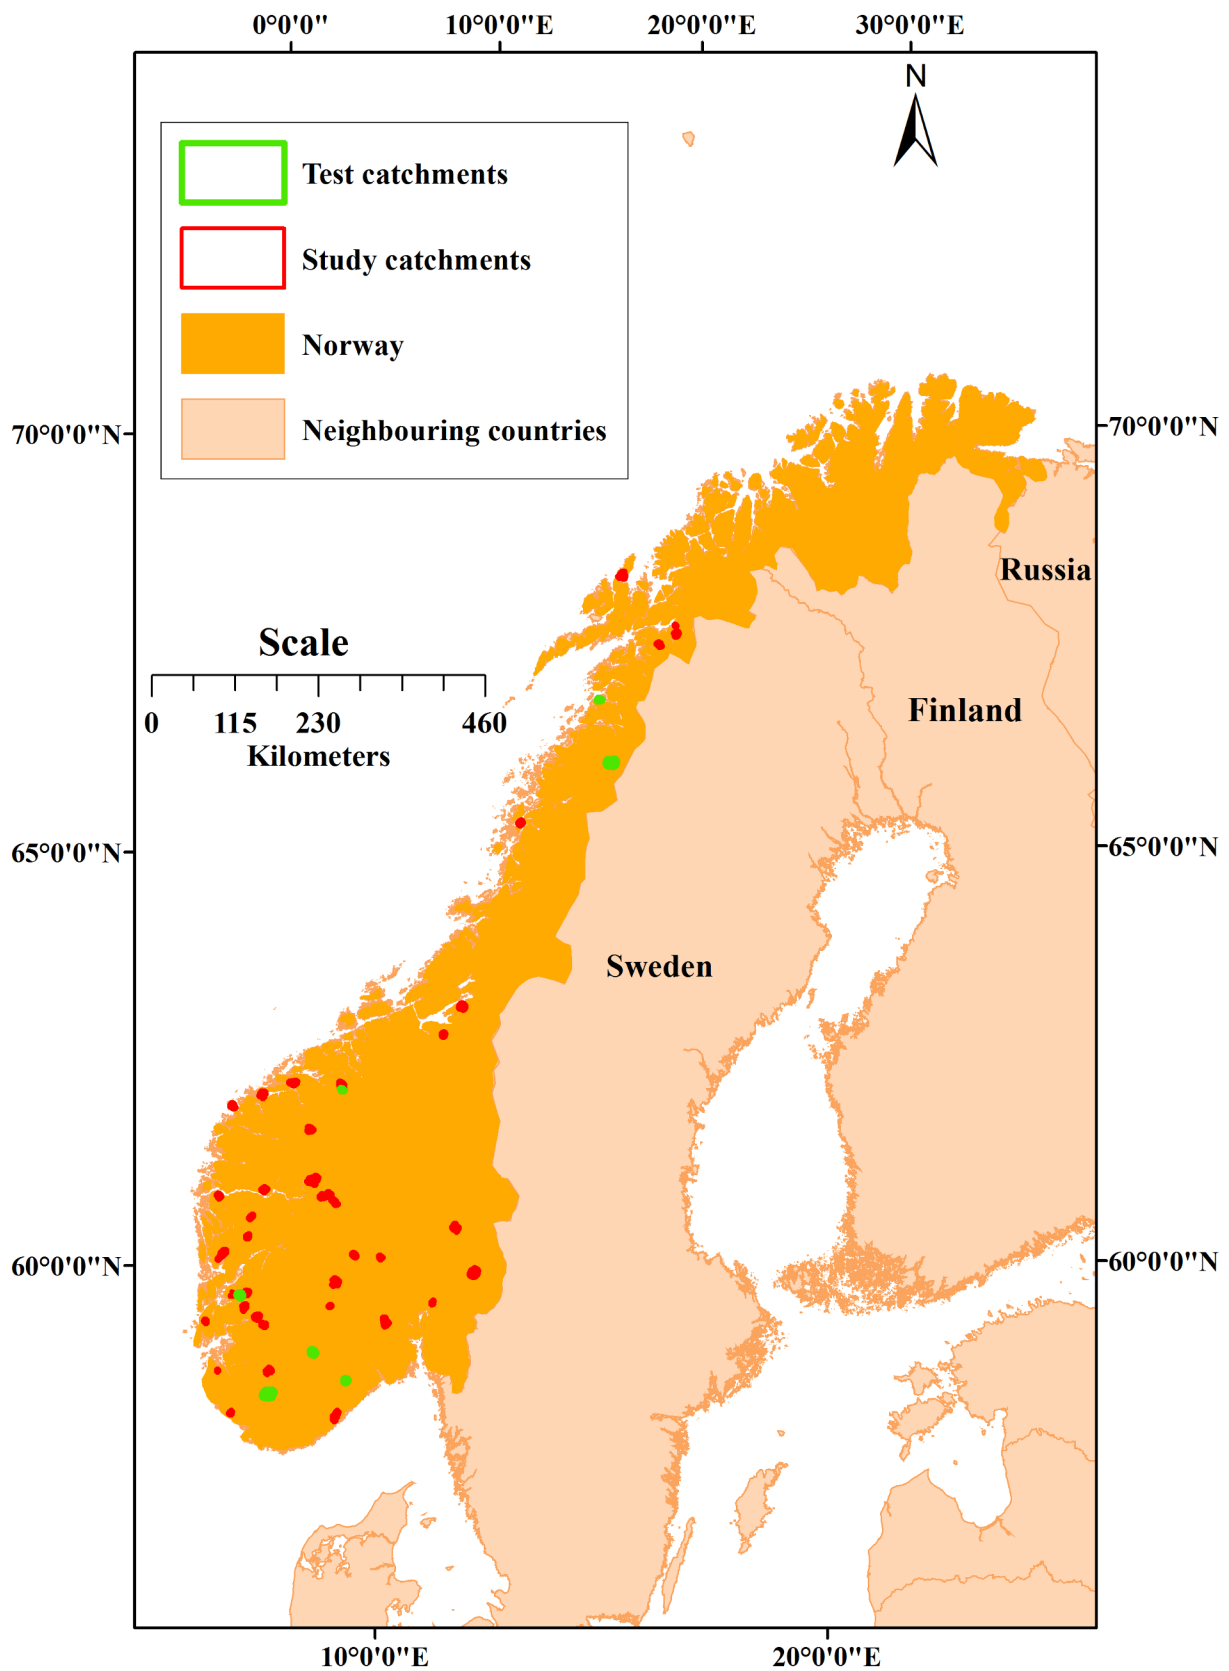 0°0'0"
10°0'0"E
20°0'0"E
30°0'0"E
N
Test catchments
Study catchments
Norway
Neighbouring countries
70°0'0"N
70°0'0"N
Russia
Scale
0 115 230 460
Kilometers
Finland
65°0'0"N
65°0'0"N
Sweden
60°0'0"N
60°0'0"N
10°0'0"E
20°0'0"E